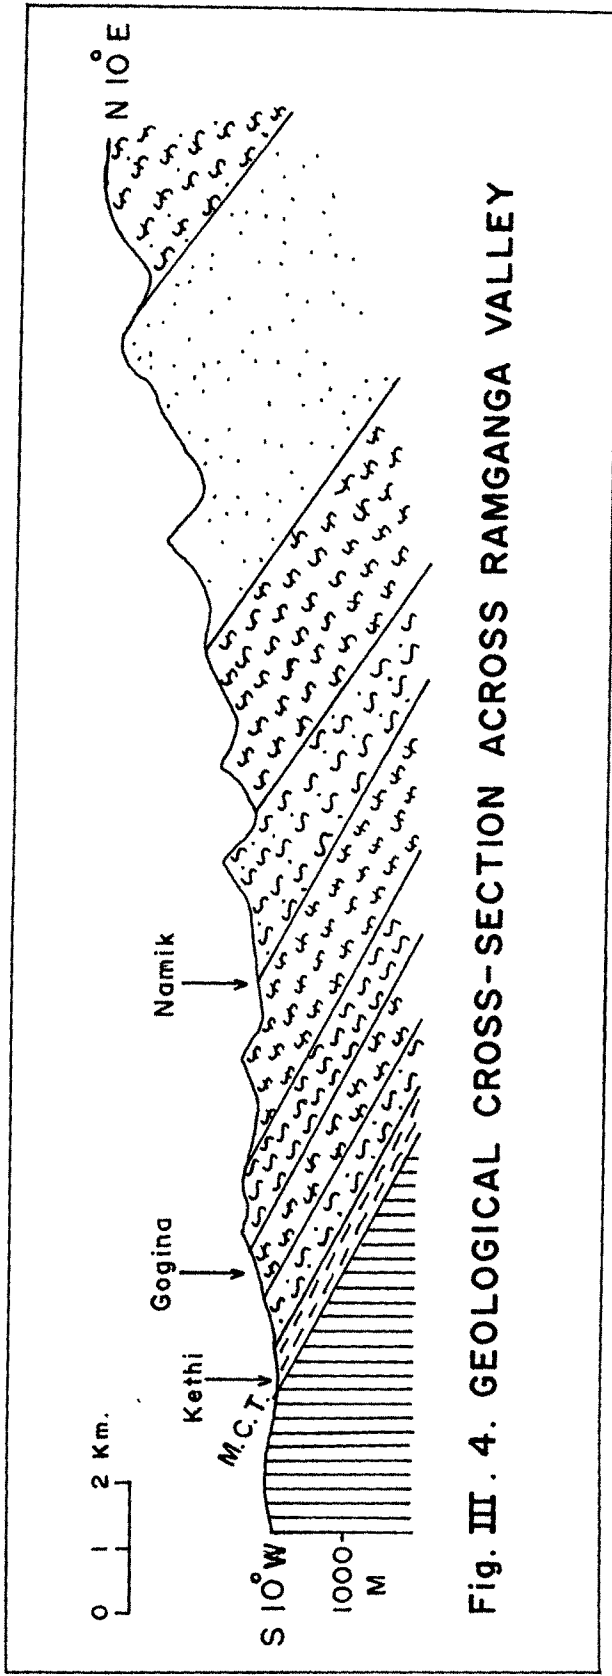 0 1 2 Km.
S 10° W
N 10° E
M.C.T.
Kethi
Gogina
Namik
1000
M
Fig. III . 4. GEOLOGICAL CROSS-SECTION ACROSS RAMGANGA VALLEY